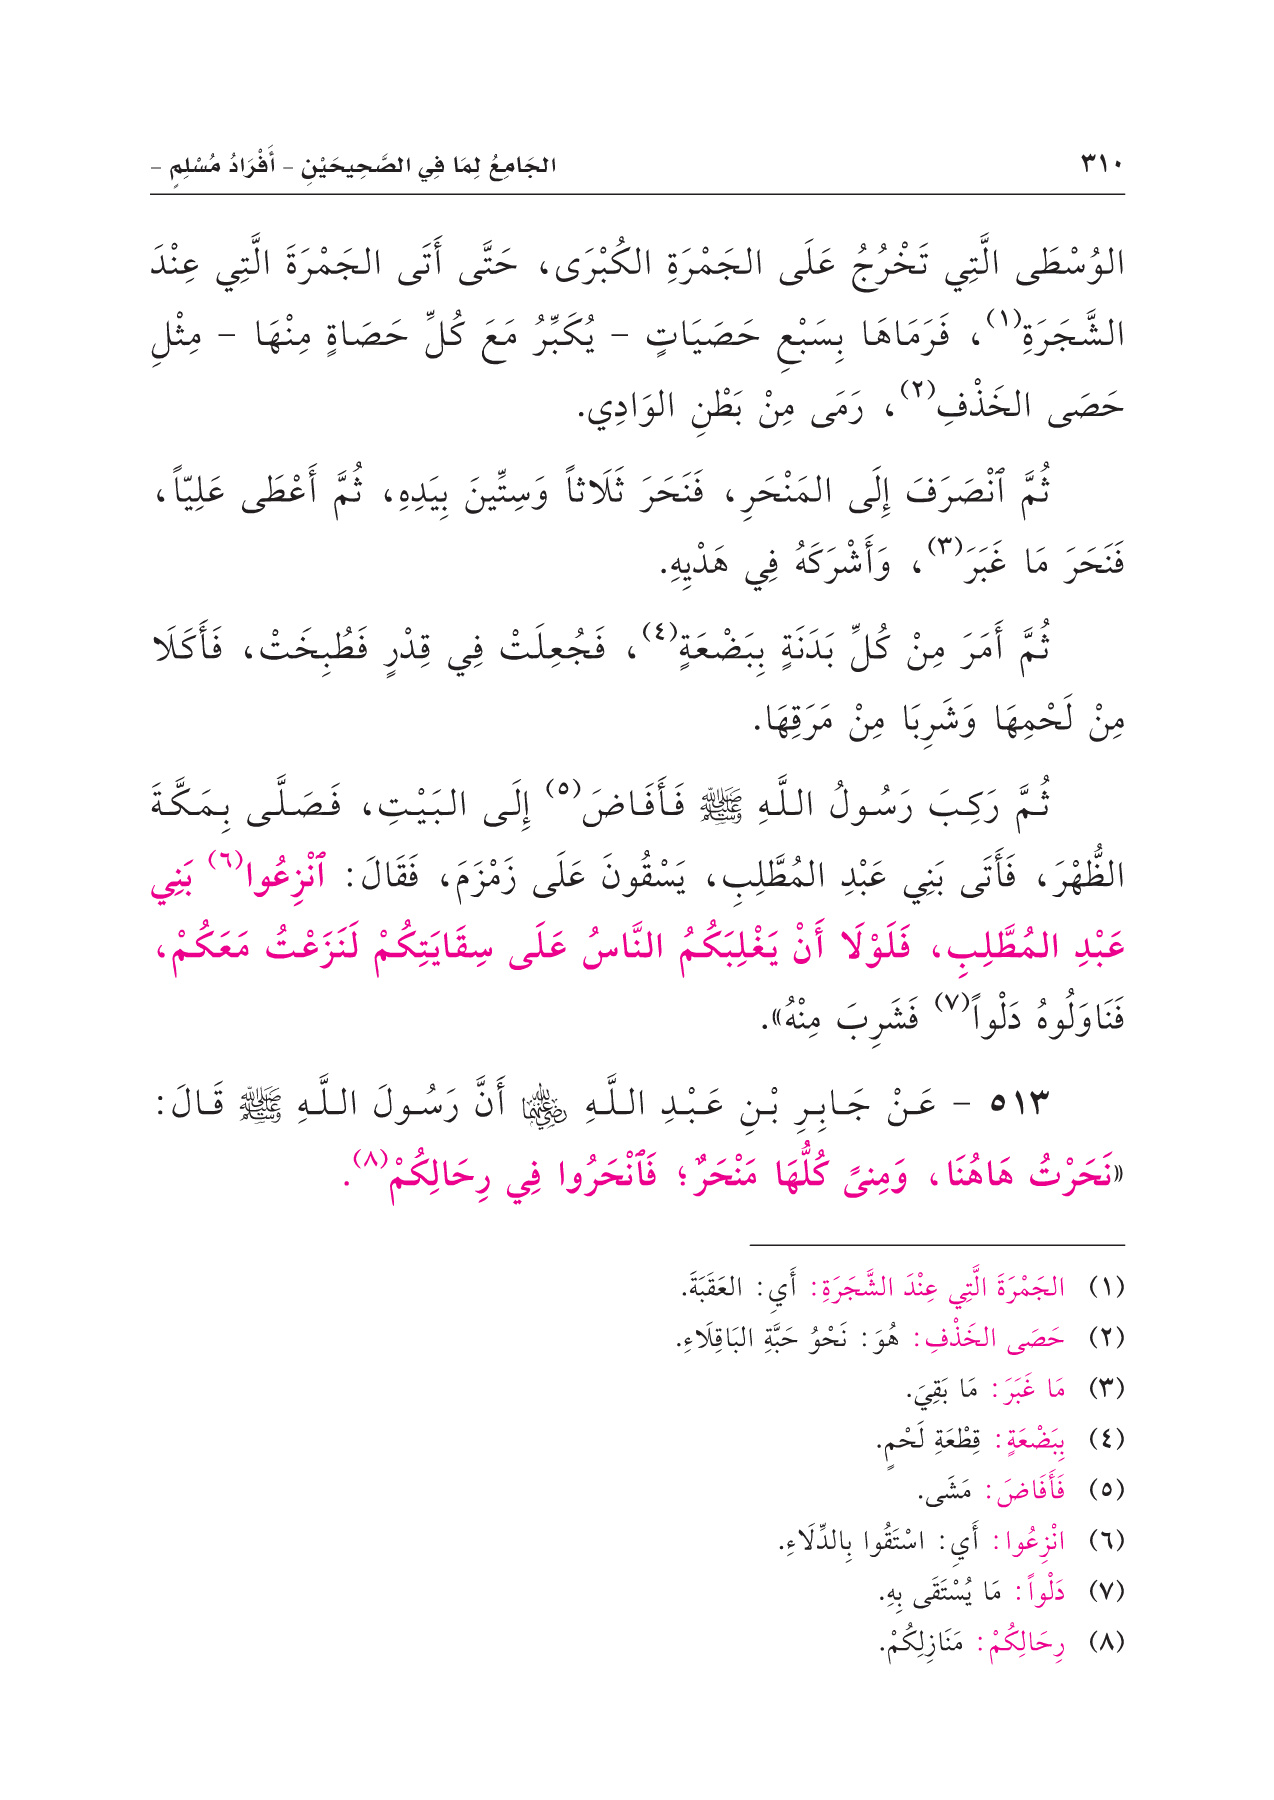 ٣١٠ الجَامِعُ لِمَا فِي الصَّحِيحَيْنِ - أَفْرَادُ مُسْلِمٍ -
الوُسْطَى الَّتِي تَخْرُجُ عَلَى الجَمْرَةِ الكُبْرَى، حَتَّى أَتَى الجَمْرَةَ الَّتِي عِنْدَ
الشَّجَرَةِ(١)، فَرَمَاهَا بِسَبْعِ حَصَيَاتٍ - يُكَبِّرُ مَعَ كُلِّ حَصَاةٍ مِنْهَا - مِثْلِ
حَصَى الخَذْفِ(٢)، رَمَى مِنْ بَطْنِ الوَادِي.
ثُمَّ ٱنْصَرَفَ إِلَى المَنْحَرِ، فَنَحَرَ ثَلَاثاً وَسِتِّينَ بِيَدِهِ، ثُمَّ أَعْطَى عَلِيّاً،
فَنَحَرَ مَا غَبَرَ(٣)، وَأَشْرَكَهُ فِي هَدْيِهِ.
ثُمَّ أَمَرَ مِنْ كُلِّ بَدَنَةٍ بِبَضْعَةٍ(٤)، فَجُعِلَتْ فِي قِدْرٍ فَطُبِخَتْ، فَأَكَلَا
مِنْ لَحْمِهَا وَشَرِبَا مِنْ مَرَقِهَا.
ثُمَّ رَكِبَ رَسُولُ اللَّهِ ﷺ فَأَفَاضَ(٥) إِلَى البَيْتِ، فَصَلَّى بِمَكَّةَ
الظُّهْرَ، فَأَتَى بَنِي عَبْدِ المُطَّلِبِ، يَسْقُونَ عَلَى زَمْزَمَ، فَقَالَ: ٱنْزِعُوا(٦) بَنِي
عَبْدِ المُطَّلِبِ، فَلَوْلَا أَنْ يَغْلِبَكُمُ النَّاسُ عَلَى سِقَايَتِكُمْ لَنَزَعْتُ مَعَكُمْ،
فَنَاوَلُوهُ دَلْواً(٧) فَشَرِبَ مِنْهُ».
٥١٣ - عَنْ جَابِرِ بْنِ عَبْدِ اللَّهِ رضي الله عنهما أَنَّ رَسُولَ اللَّهِ ﷺ قَالَ:
«نَحَرْتُ هَاهُنَا، وَمِنىً كُلُّهَا مَنْحَرٌ؛ فَٱنْحَرُوا فِي رِحَالِكُمْ(٨).
(١) الجَمْرَةَ الَّتِي عِنْدَ الشَّجَرَةِ: أَيِ: العَقَبَةَ.
(٢) حَصَى الخَذْفِ: هُوَ: نَحْوُ حَبَّةِ البَاقِلَاءِ.
(٣) مَا غَبَرَ: مَا بَقِيَ.
(٤) بِبَضْعَةٍ: قِطْعَةِ لَحْمٍ.
(٥) فَأَفَاضَ: مَشَى.
(٦) انْزِعُوا: أَيِ: اسْتَقُوا بِالدِّلَاءِ.
(٧) دَلْواً: مَا يُسْتَقَى بِهِ.
(٨) رِحَالِكُمْ: مَنَازِلِكُمْ.